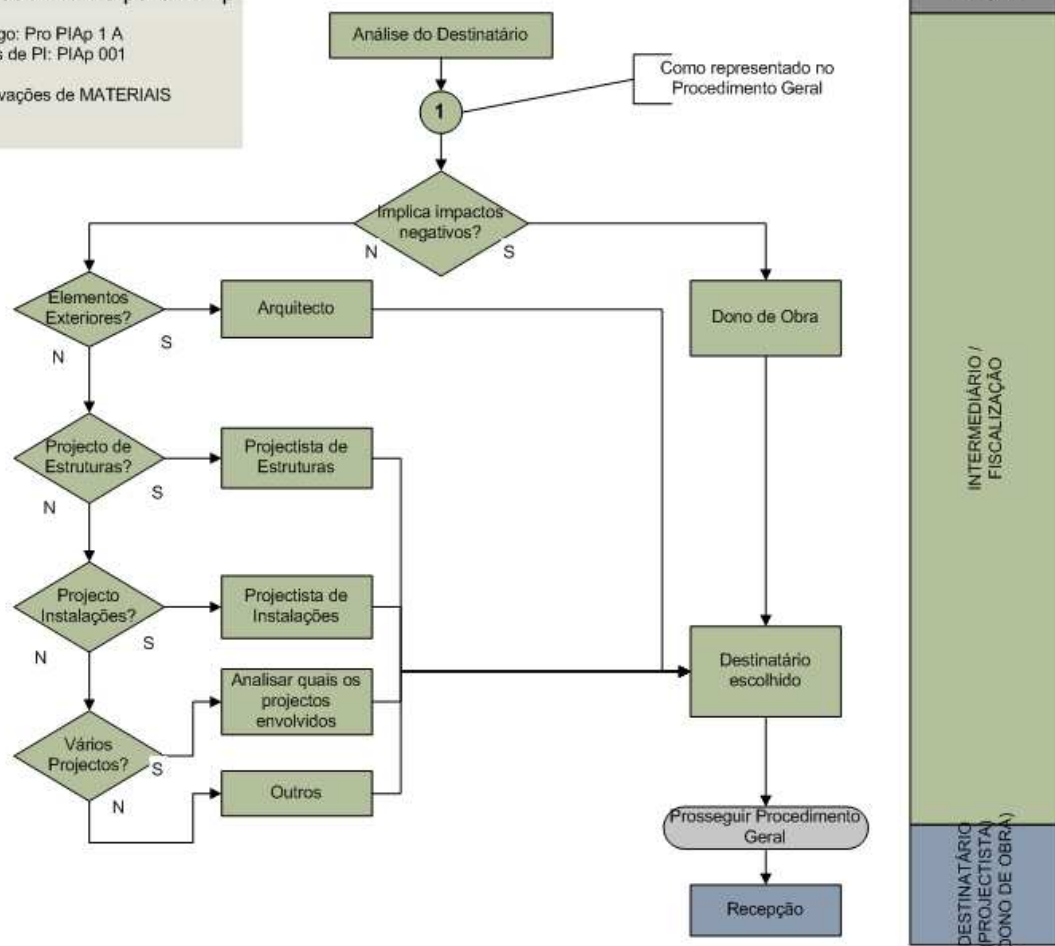 go: Pro PIAp 1 A
s de PI: PIAp 001
vações de MATERIAIS
Análise do Destinatário
1
Como representado no
Procedimento Geral
Implica impactos
negativos?
N
S
Elementos
Exteriores?
S
N
Arquitecto
Dono de Obra
Projecto de
Estruturas?
S
N
Projectista de
Estruturas
Projecto
Instalações?
S
N
Projectista de
Instalações
Analisar quais os
projectos
envolvidos
Vários
Projectos?
S
N
Outros
Destinatário
escolhido
Prosseguir Procedimento
Geral
Recepção
INTERMEDIÁRIO /
FISCALIZAÇÃO
DESTINATÁRIO
PROJECTISTA)
DONO DE OBRA)